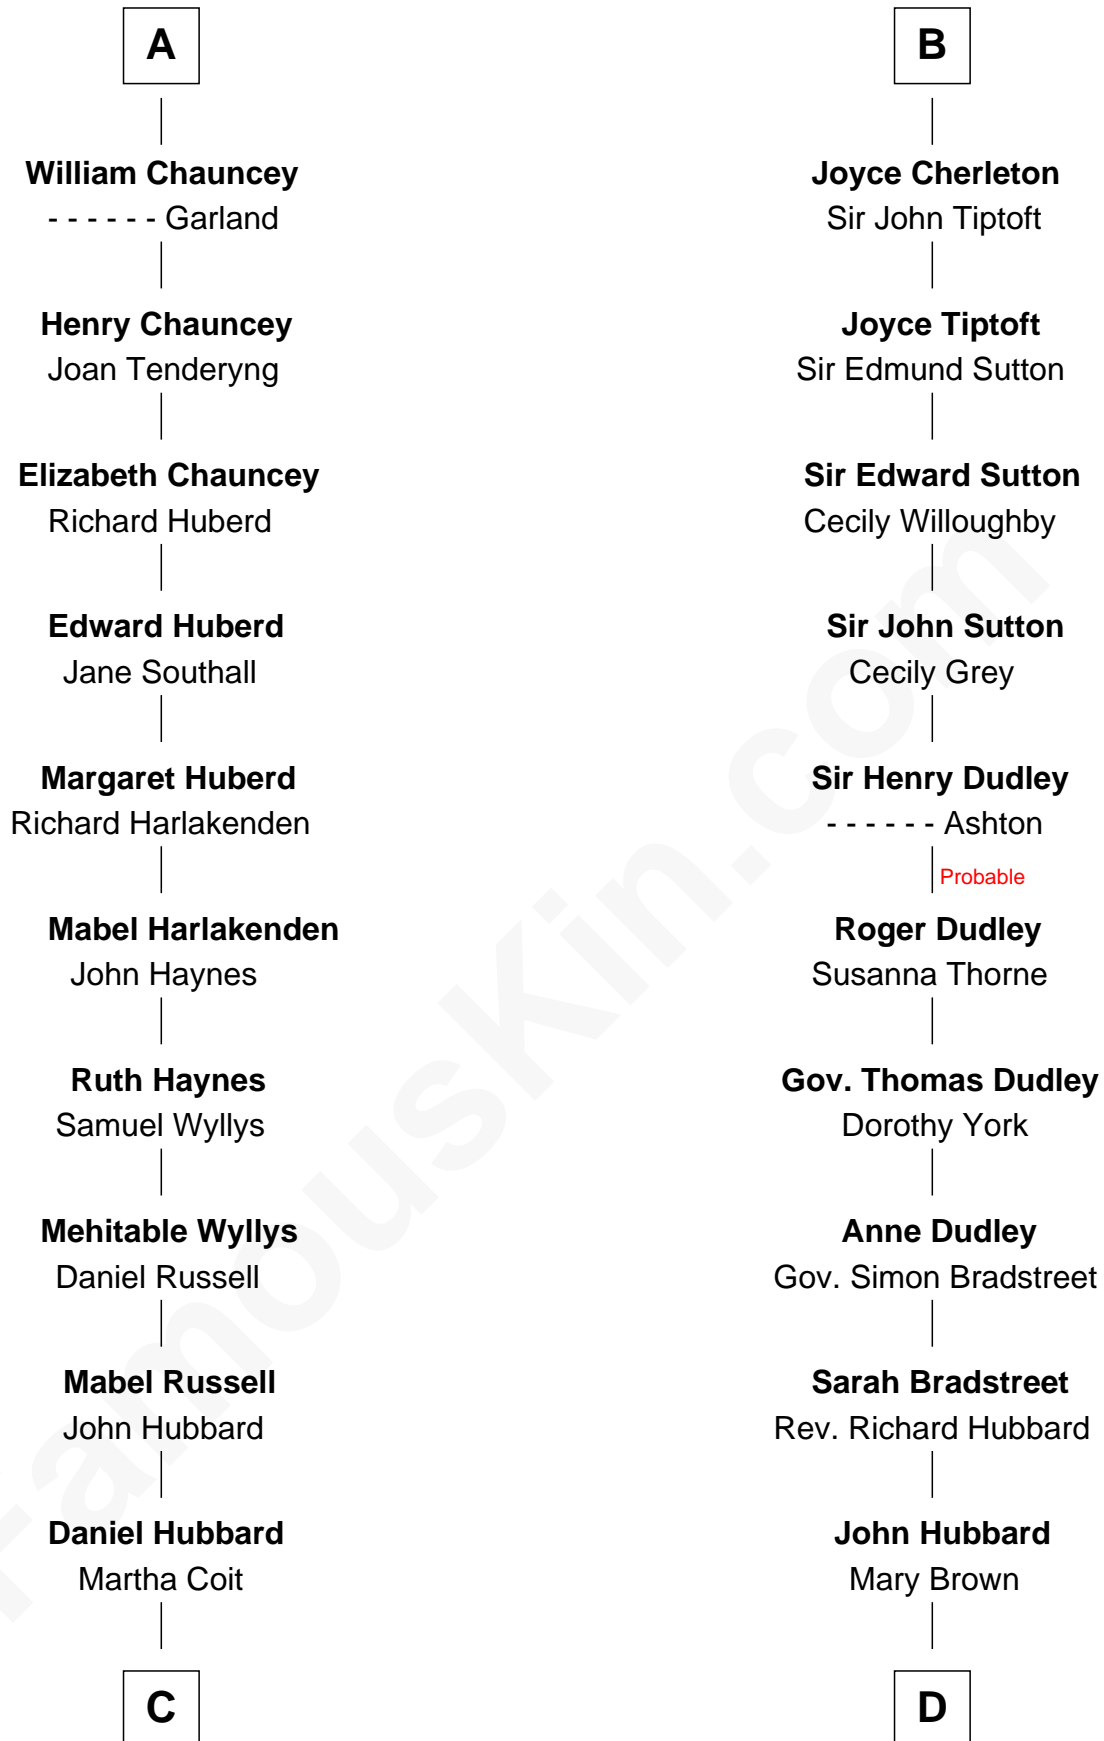 A
William Chauncey
- - - - - - Garland
Henry Chauncey
Joan Tenderyng
Elizabeth Chauncey
Richard Huberd
Edward Huberd
Jane Southall
Margaret Huberd
Richard Harlakenden
Mabel Harlakenden
John Haynes
Ruth Haynes
Samuel Wyllys
Mehitable Wyllys
Daniel Russell
Mabel Russell
John Hubbard
Daniel Hubbard
Martha Coit
C
B
Joyce Cherleton
Sir John Tiptoft
Joyce Tiptoft
Sir Edmund Sutton
Sir Edward Sutton
Cecily Willoughby
Sir John Sutton
Cecily Grey
Sir Henry Dudley
- - - - - - Ashton
Probable
Roger Dudley
Susanna Thorne
Gov. Thomas Dudley
Dorothy York
Anne Dudley
Gov. Simon Bradstreet
Sarah Bradstreet
Rev. Richard Hubbard
John Hubbard
Mary Brown
D
FamousKin.com